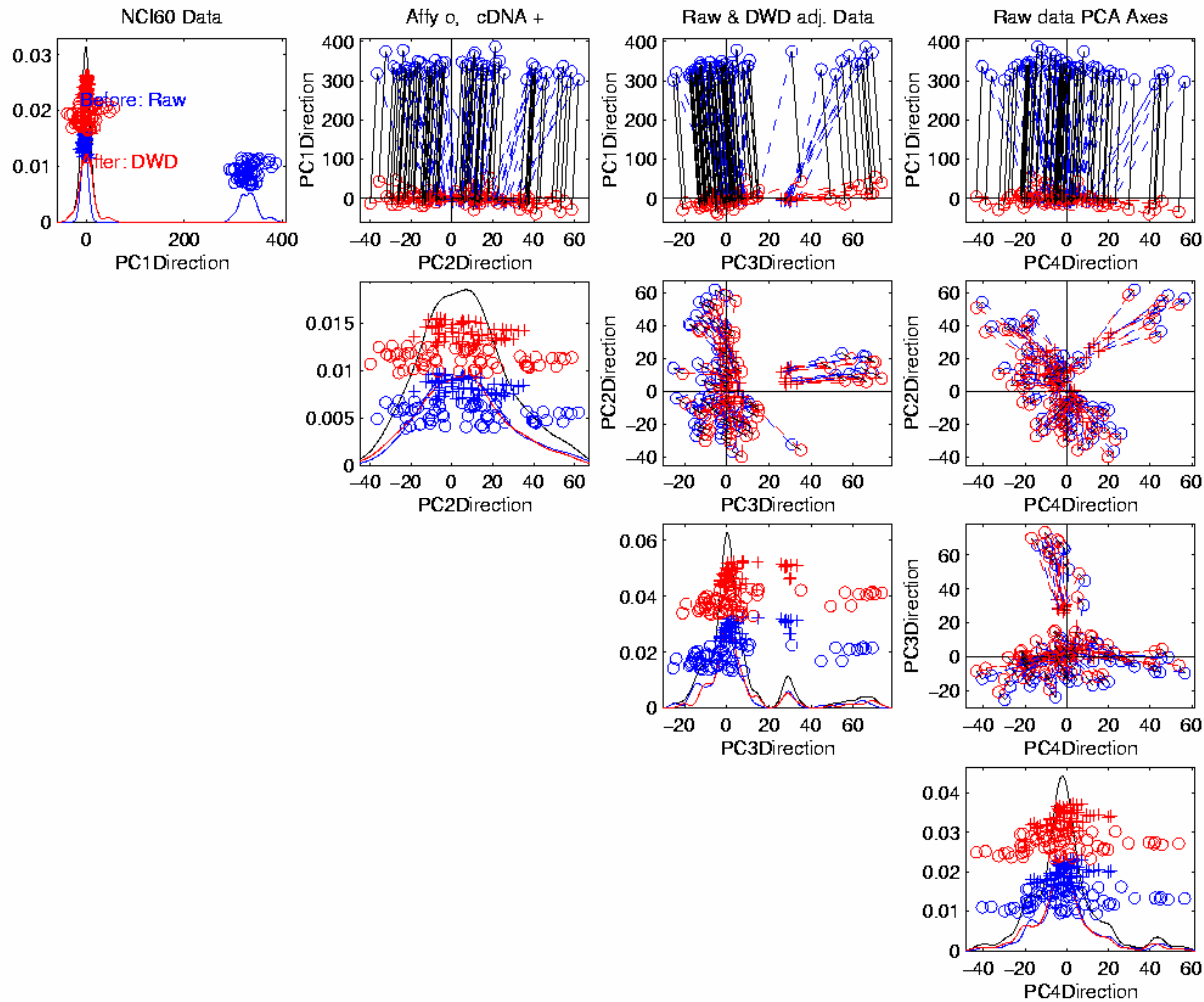 NCI60 Data
Affy o, cDNA +
Raw & DWD adj. Data
Raw data PCA Axes
0.03
0.02
0.01
0
Before: Raw
After: DWD
0 200 400
PC1Direction
PC1Direction
400
300
200
100
0
−40 −20 0 20 40 60
PC2Direction
PC1Direction
400
300
200
100
0
−20 0 20 40 60
PC3Direction
PC1Direction
400
300
200
100
0
−40 −20 0 20 40 60
PC4Direction
0.015
0.01
0.005
0
−40 −20 0 20 40 60
PC2Direction
PC2Direction
60
40
20
0
−20
−40
−20 0 20 40 60
PC3Direction
PC2Direction
60
40
20
0
−20
−40
−40 −20 0 20 40 60
PC4Direction
0.06
0.04
0.02
0
−20 0 20 40 60
PC3Direction
PC3Direction
60
40
20
0
−20
−40 −20 0 20 40 60
PC4Direction
0.04
0.03
0.02
0.01
0
−40 −20 0 20 40 60
PC4Direction